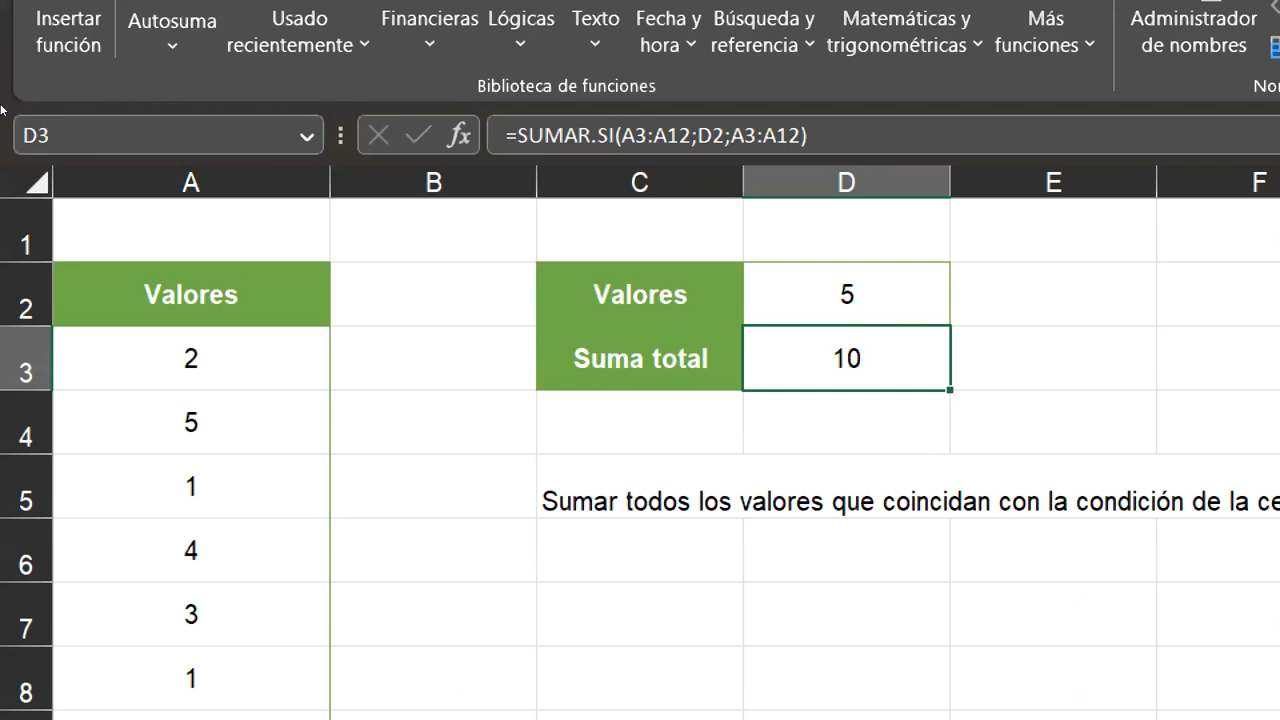 Insertar función
Autosuma
Usado recientemente
Financieras
Lógicas
Texto
Fecha y hora
Búsqueda y referencia
Matemáticas y trigonométricas
Más funciones
Administrador de nombres
Biblioteca de funciones
D3
fx
=SUMAR.SI(A3:A12;D2;A3:A12)
A B C D E F
1
2 Valores Valores 5
3 2 Suma total 10
4 5
5 1 Sumar todos los valores que coincidan con la condición de la
6 4
7 3
8 1